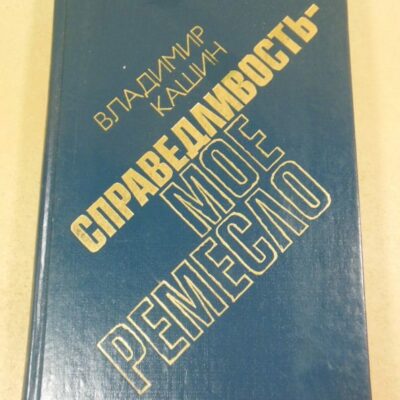 ВЛАДИМИР
КАШИН
СПРАВЕДЛИВОСТЬ-
МОЕ
РЕМЕСЛО